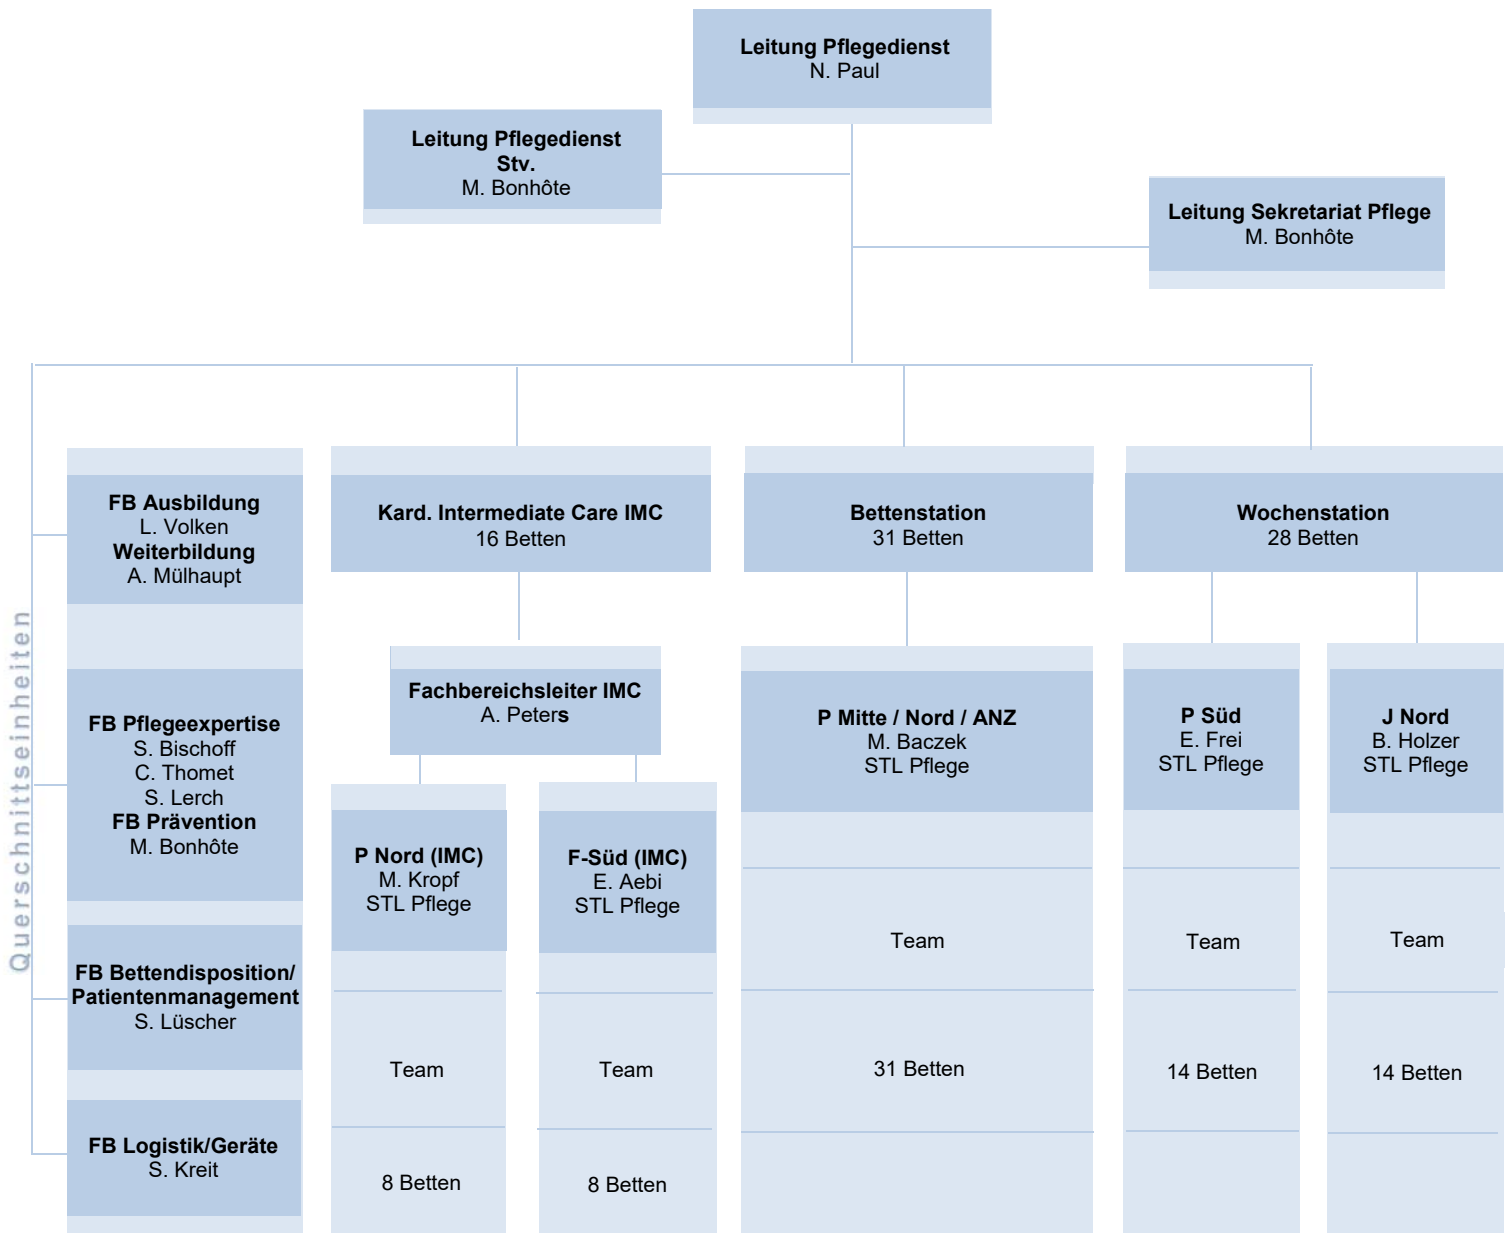 Leitung Pflegedienst
N. Paul
Leitung Pflegedienst
Stv.
M. Bonhôte
Leitung Sekretariat Pflege
M. Bonhôte
Querschnittseinheiten
FB Ausbildung
L. Volken
Weiterbildung
A. Mülhaupt
FB Pflegeexpertise
S. Bischoff
C. Thomet
S. Lerch
FB Prävention
M. Bonhôte
FB Bettendisposition/
Patientenmanagement
S. Lüscher
FB Logistik/Geräte
S. Kreit
Kard. Intermediate Care IMC
16 Betten
Fachbereichsleiter IMC
A. Peters
P Nord (IMC)
M. Kropf
STL Pflege
Team
8 Betten
F-Süd (IMC)
E. Aebi
STL Pflege
Team
8 Betten
Bettenstation
31 Betten
P Mitte / Nord / ANZ
M. Baczek
STL Pflege
Team
31 Betten
Wochenstation
28 Betten
P Süd
E. Frei
STL Pflege
Team
14 Betten
J Nord
B. Holzer
STL Pflege
Team
14 Betten